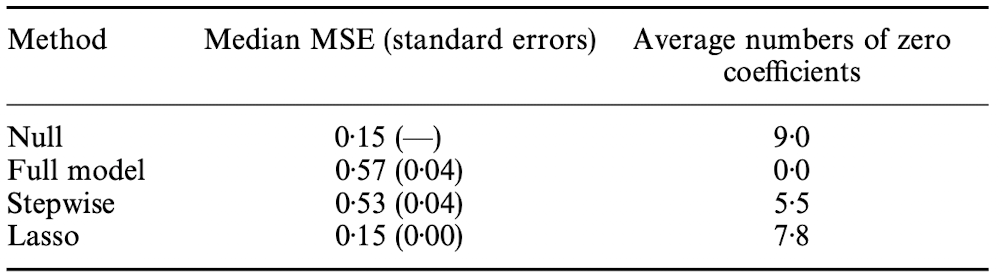 Method Median MSE (standard errors) Average numbers of zero
coefficients
Null 0·15 (—) 9·0
Full model 0·57 (0·04) 0·0
Stepwise 0·53 (0·04) 5·5
Lasso 0·15 (0·00) 7·8